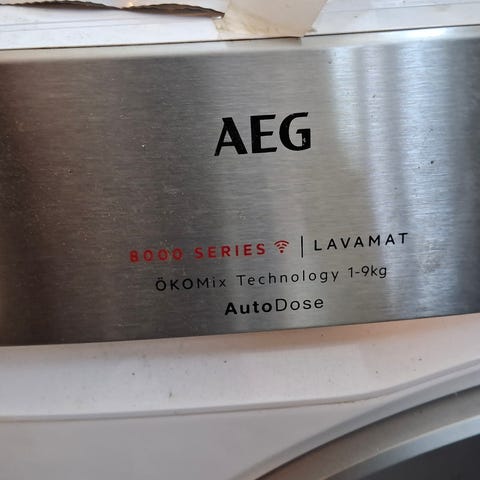 AEG
8000 SERIES | LAVAMAT
ÖKOMix Technology 1-9kg
AutoDose